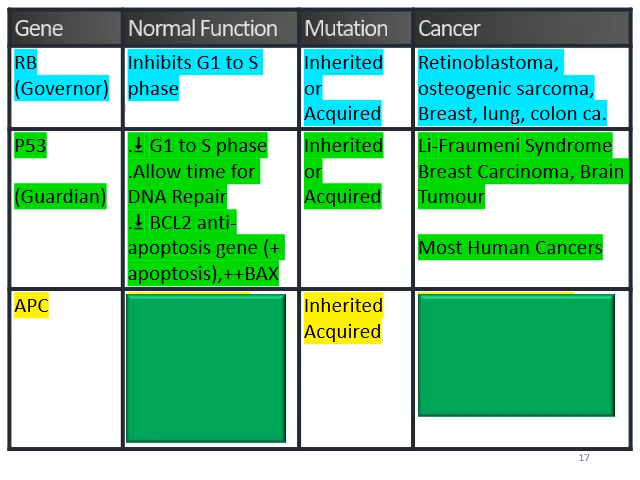 Gene Normal Function Mutation Cancer
RB
(Governor)
Inhibits G1 to S
phase
Inherited
or
Acquired
Retinoblastoma,
osteogenic sarcoma,
Breast, lung, colon ca.
P53
(Guardian)
.↓ G1 to S phase
.Allow time for
DNA Repair
.↓ BCL2 anti-
apoptosis gene (+
apoptosis),++BAX
Inherited
or
Acquired
Li-Fraumeni Syndrome
Breast Carcinoma, Brain
Tumour
Most Human Cancers
APC
Inherited
Acquired
17